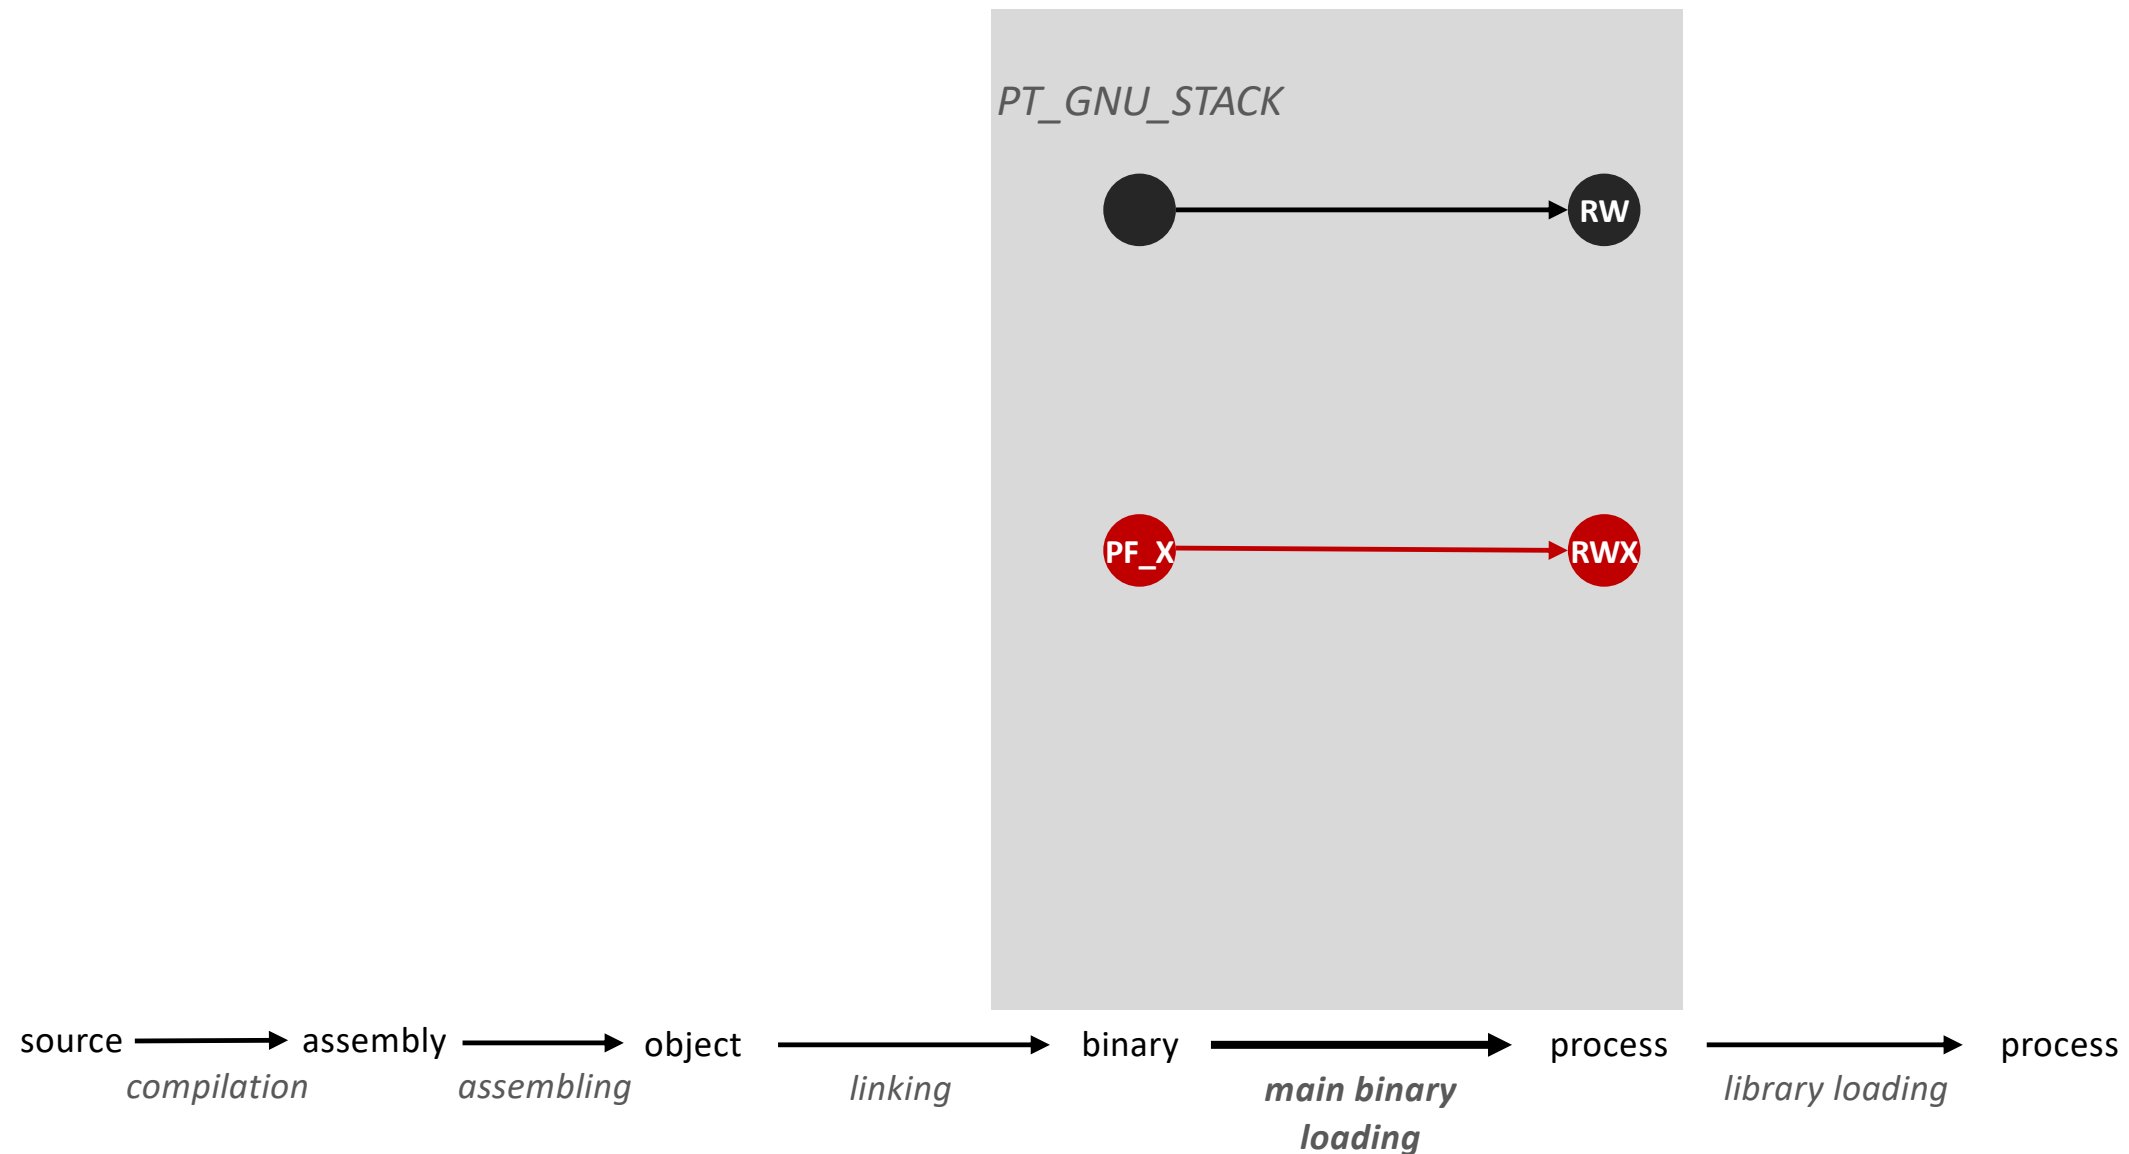 PT_GNU_STACK
RW
PF_X
RWX
source
assembly
object
binary
process
process
compilation
assembling
linking
main binary
loading
library loading